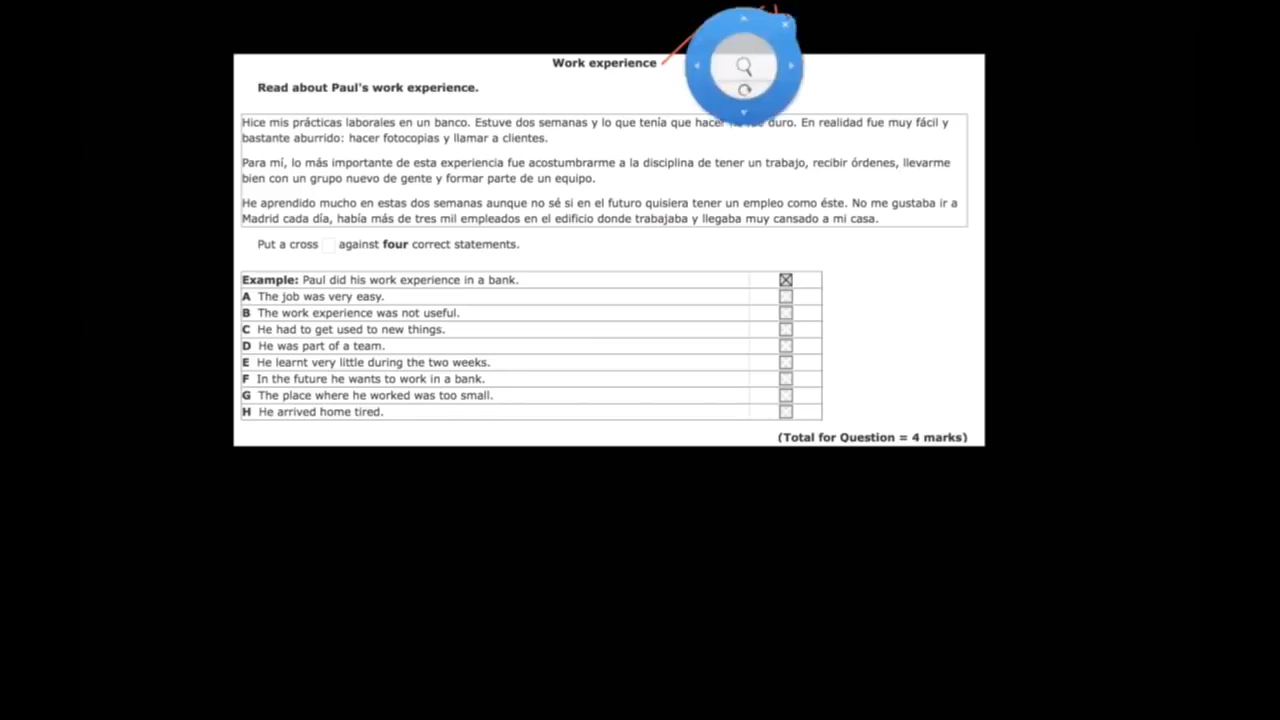 Work experience
Read about Paul's work experience.
Hice mis prácticas laborales en un banco. Estuve dos semanas y lo que tenía que hacer duro. En realidad fue muy fácil y
bastante aburrido: hacer fotocopias y llamar a clientes.
Para mí, lo más importante de esta experiencia fue acostumbrarme a la disciplina de tener un trabajo, recibir órdenes, llevarme
bien con un grupo nuevo de gente y formar parte de un equipo.
He aprendido mucho en estas dos semanas aunque no sé si en el futuro quisiera tener un empleo como éste. No me gustaba ir a
Madrid cada día, había más de tres mil empleados en el edificio donde trabajaba y llegaba muy cansado a mi casa.
Put a cross against four correct statements.
Example: Paul did his work experience in a bank.
A The job was very easy.
B The work experience was not useful.
C He had to get used to new things.
D He was part of a team.
E He learnt very little during the two weeks.
F In the future he wants to work in a bank.
G The place where he worked was too small.
H He arrived home tired.
(Total for Question = 4 marks)